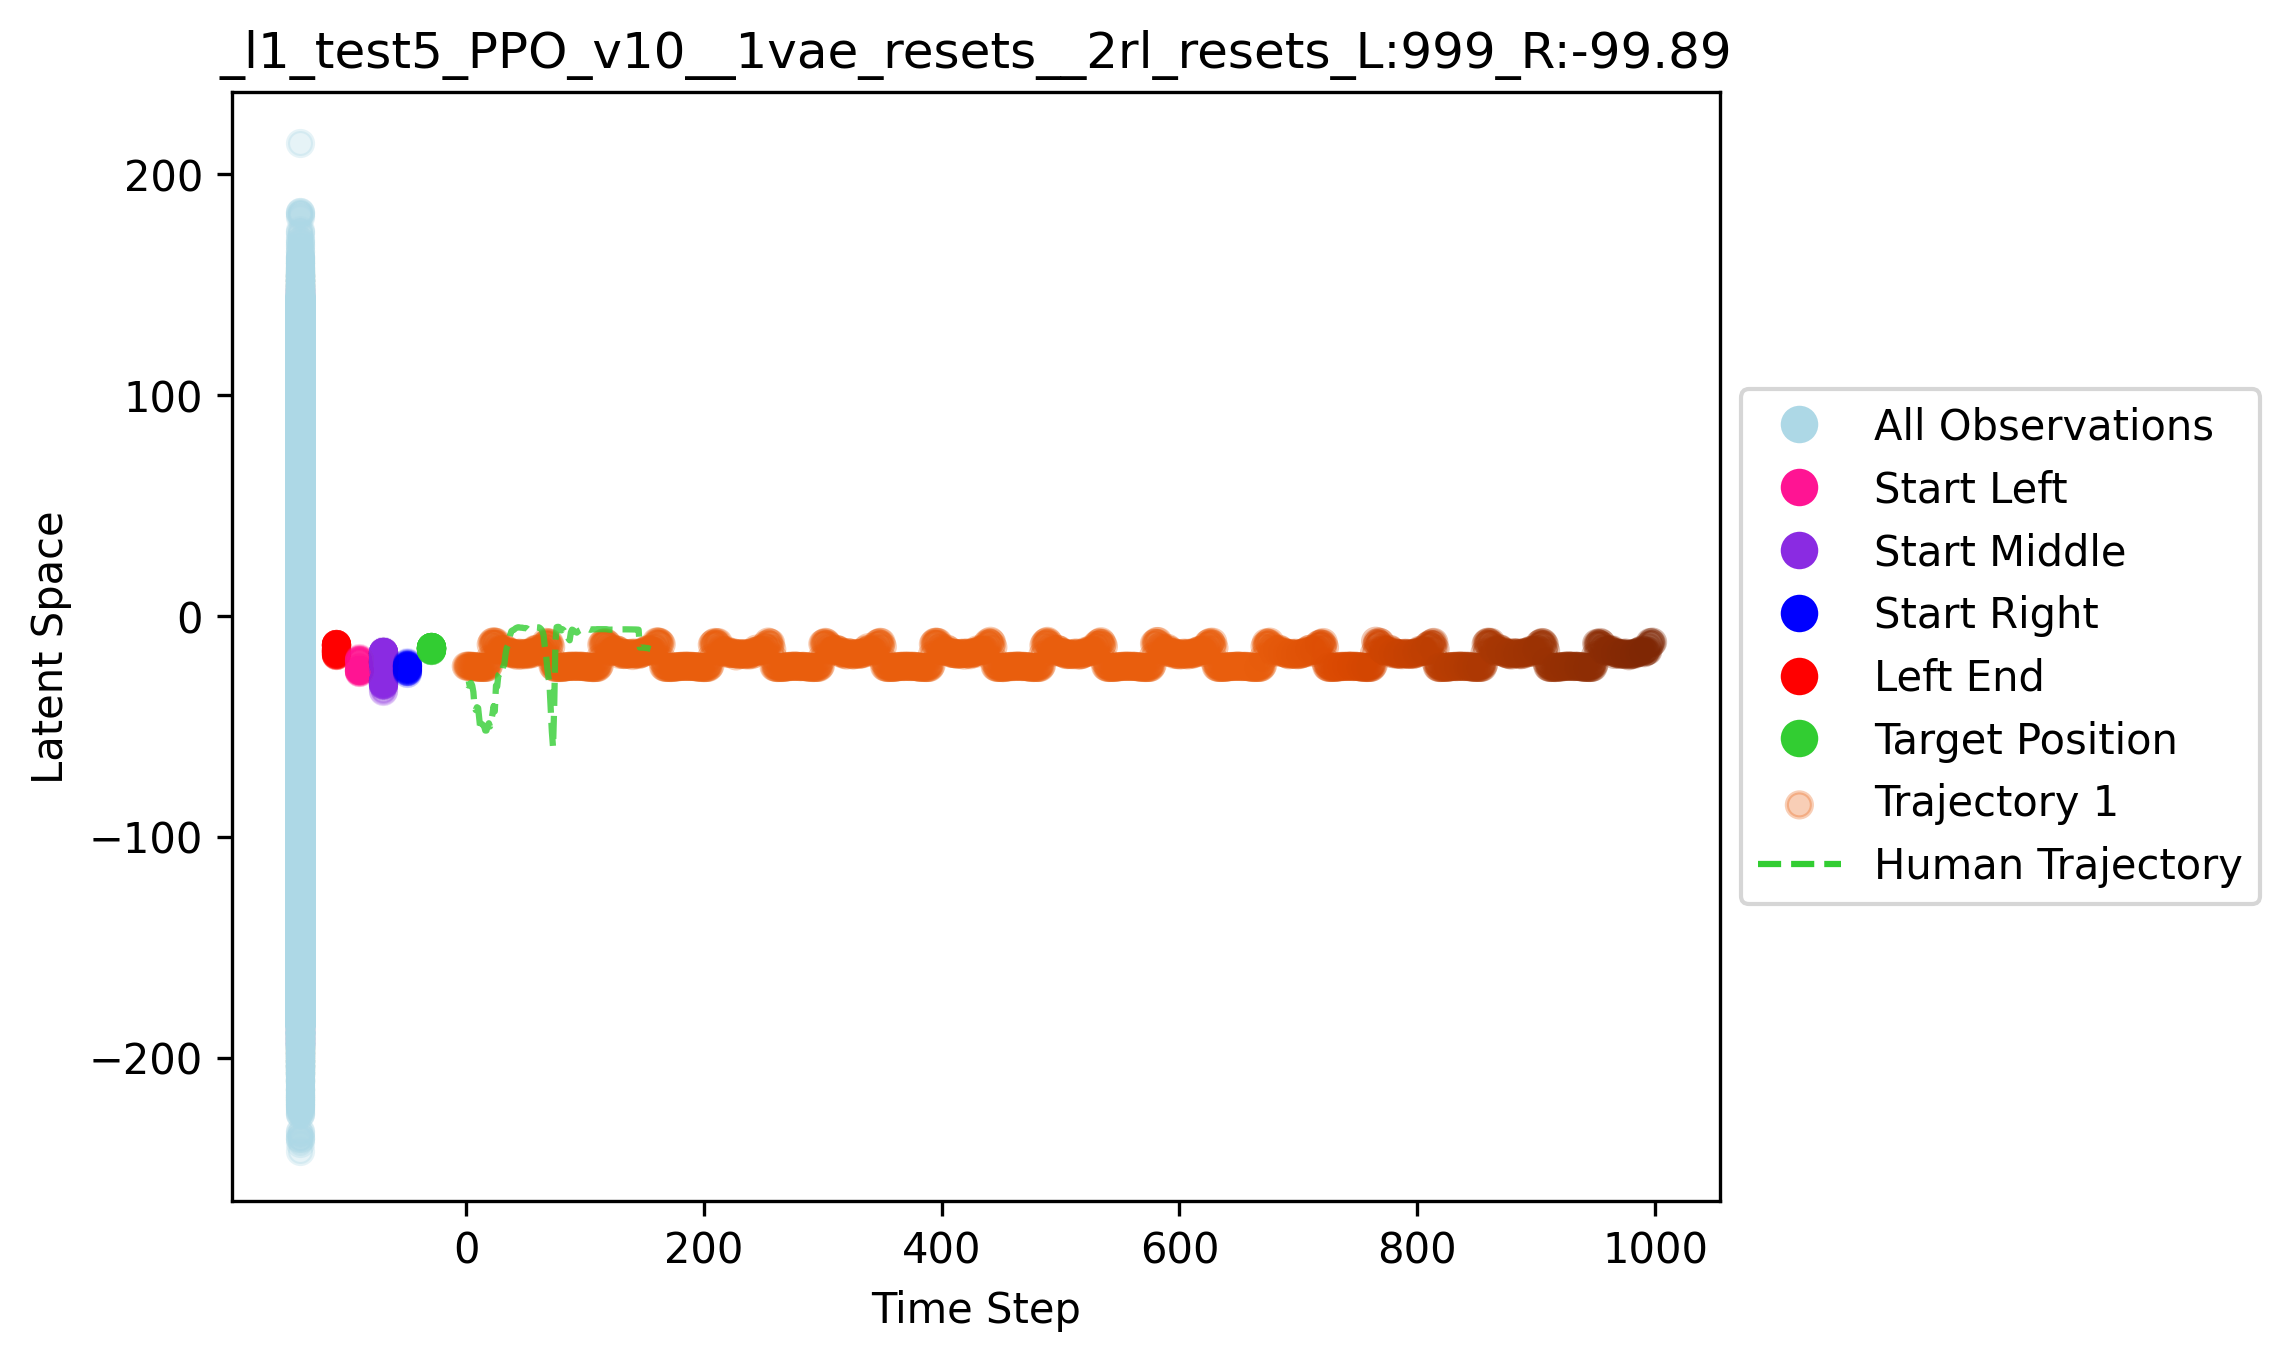 _l1_test5_PPO_v10__1vae_resets__2rl_resets_L:999_R:-99.89
200
100
0
−100
−200
Latent Space
0
200
400
600
800
1000
Time Step
All Observations
Start Left
Start Middle
Start Right
Left End
Target Position
Trajectory 1
Human Trajectory